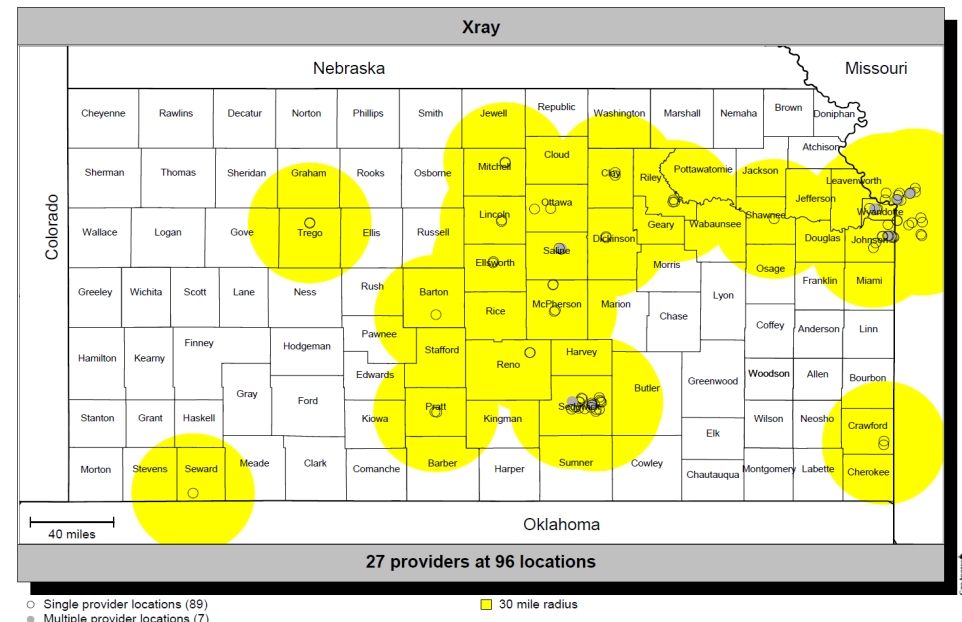 Xray
Nebraska
Missouri
Colorado
Cheyenne Rawlins Decatur Norton Phillips Smith Jewell Republic Washington Marshall Nemaha Brown Doniphan
Atchison
Sherman Thomas Sheridan Graham Rooks Osborne Mitchell Cloud Clay Riley Pottawatomie Jackson Jefferson Leavenworth
Wyandotte
Wallace Logan Gove Trego Ellis Russell Lincoln Ottawa Dickinson Geary Wabaunsee Shawnee Douglas Johnson
Saline Morris Osage Franklin Miami
Greeley Wichita Scott Lane Ness Rush Barton Ellsworth Rice McPherson Marion Chase Lyon Coffey Anderson Linn
Hamilton Kearny Finney Hodgeman Pawnee Stafford Reno Harvey
Gray Ford Edwards Butler Greenwood Woodson Allen Bourbon
Stanton Grant Haskell Kiowa Pratt Kingman Sedgwick Elk Wilson Neosho Crawford
Morton Stevens Seward Meade Clark Comanche Barber Harper Sumner Cowley Chautauqua Montgomery Labette Cherokee
40 miles
Oklahoma
27 providers at 96 locations
Single provider locations (89)
30 mile radius
Multiple provider locations (7)